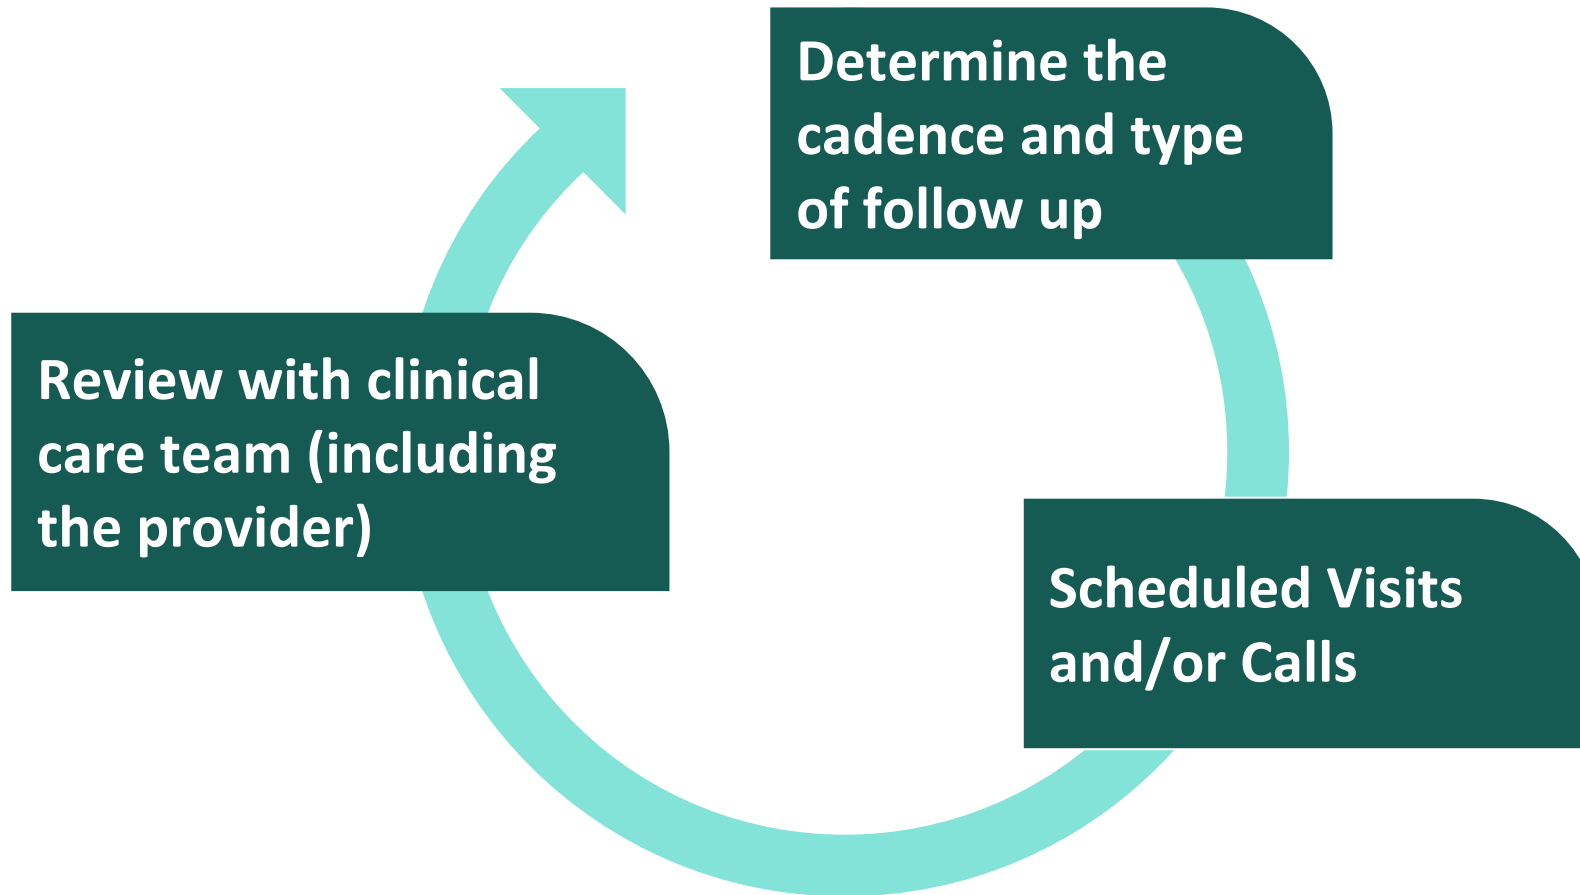 Determine the
cadence and type
of follow up
Scheduled Visits
and/or Calls
Review with clinical
care team (including
the provider)